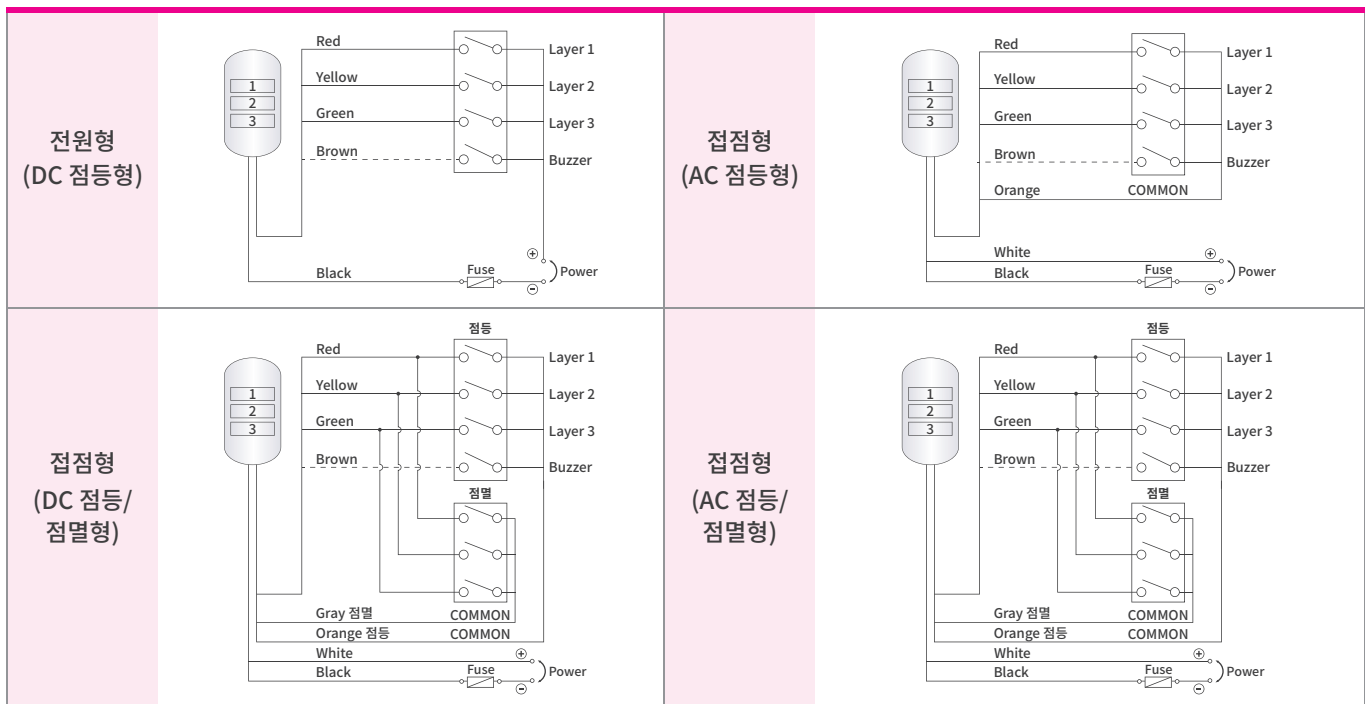 전원형
(DC 점등형)
1
2
3
Red
Yellow
Green
Brown
Layer 1
Layer 2
Layer 3
Buzzer
Black
Fuse
⊕
⊖
Power
접점형
(AC 점등형)
1
2
3
Red
Yellow
Green
Brown
Orange
COMMON
Layer 1
Layer 2
Layer 3
Buzzer
White
Black
Fuse
⊕
⊖
Power
접점형
(DC 점등/
점멸형)
1
2
3
점등
Red
Yellow
Green
Brown
Layer 1
Layer 2
Layer 3
Buzzer
점멸
Gray 점멸 COMMON
Orange 점등 COMMON
White
Black
Fuse
⊕
⊖
Power
접점형
(AC 점등/
점멸형)
1
2
3
점등
Red
Yellow
Green
Brown
Layer 1
Layer 2
Layer 3
Buzzer
점멸
Gray 점멸 COMMON
Orange 점등 COMMON
White
Black
Fuse
⊕
⊖
Power